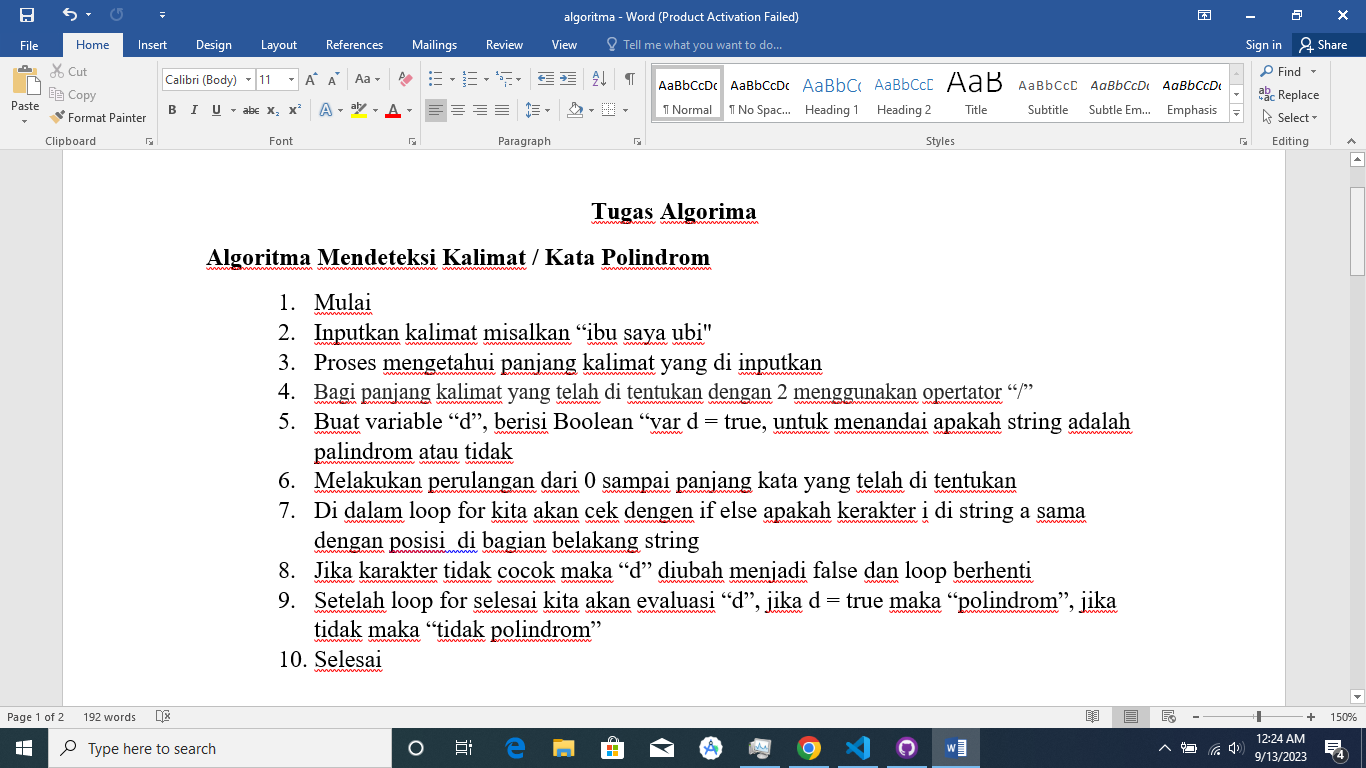 algoritma - Word (Product Activation Failed)
File Home Insert Design Layout References Mailings Review View Tell me what you want to do... Sign in Share
Paste
Cut
Copy
Format Painter
Clipboard
Calibri (Body) 11
Font
Paragraph
AaBbCcDc AaBbCcDc AaBbCc AaBbCcD AaB AaBbCcD AaBbCcDc AaBbCcDc
¶ Normal ¶ No Spac... Heading 1 Heading 2 Title Subtitle Subtle Em... Emphasis
Styles
Find
Replace
Select
Editing
Tugas Algorima
Algoritma Mendeteksi Kalimat / Kata Polindrom
1. Mulai
2. Inputkan kalimat misalkan “ibu saya ubi"
3. Proses mengetahui panjang kalimat yang di inputkan
4. Bagi panjang kalimat yang telah di tentukan dengan 2 menggunakan opertator “/”
5. Buat variable “d”, berisi Boolean “var d = true, untuk menandai apakah string adalah
palindrom atau tidak
6. Melakukan perulangan dari 0 sampai panjang kata yang telah di tentukan
7. Di dalam loop for kita akan cek dengen if else apakah kerakter i di string a sama
dengan posisi  di bagian belakang string
8. Jika karakter tidak cocok maka “d” diubah menjadi false dan loop berhenti
9. Setelah loop for selesai kita akan evaluasi “d”, jika d = true maka “polindrom”, jika
tidak maka “tidak polindrom”
10. Selesai
Page 1 of 2 192 words 150%
Type here to search
12:24 AM
9/13/2023
4